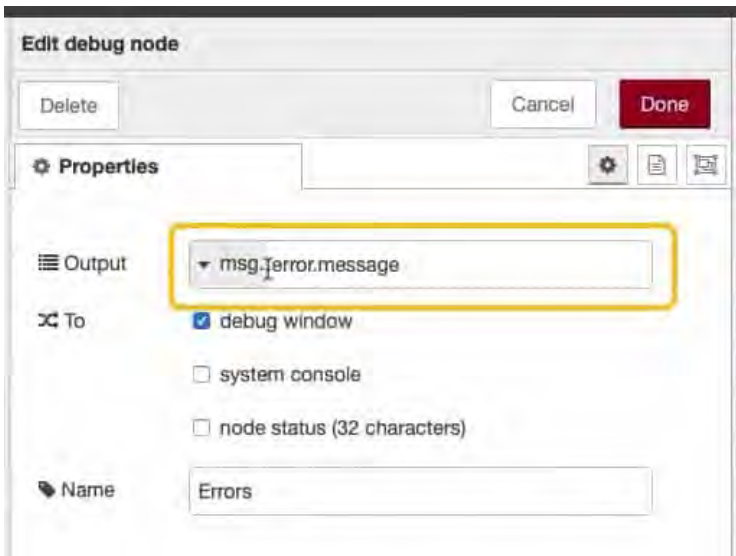 Edit debug node
Delete Cancel Done
Properties
Output msg.error.message
To debug window
system console
node status (32 characters)
Name Errors